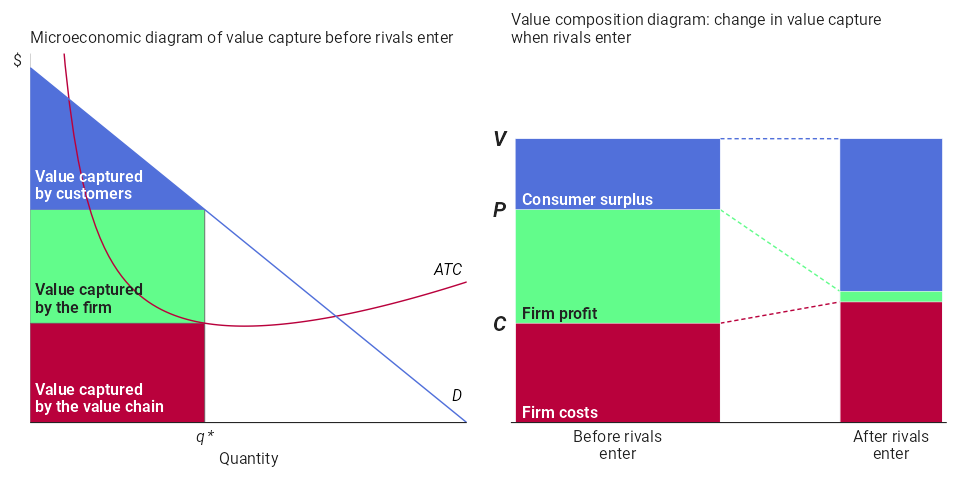 Microeconomic diagram of value capture before rivals enter
$
Value captured
by customers
Value captured
by the firm
Value captured
by the value chain
ATC
D
q*
Quantity
Value composition diagram: change in value capture
when rivals enter
V
P
C
Consumer surplus
Firm profit
Firm costs
Before rivals
enter
After rivals
enter